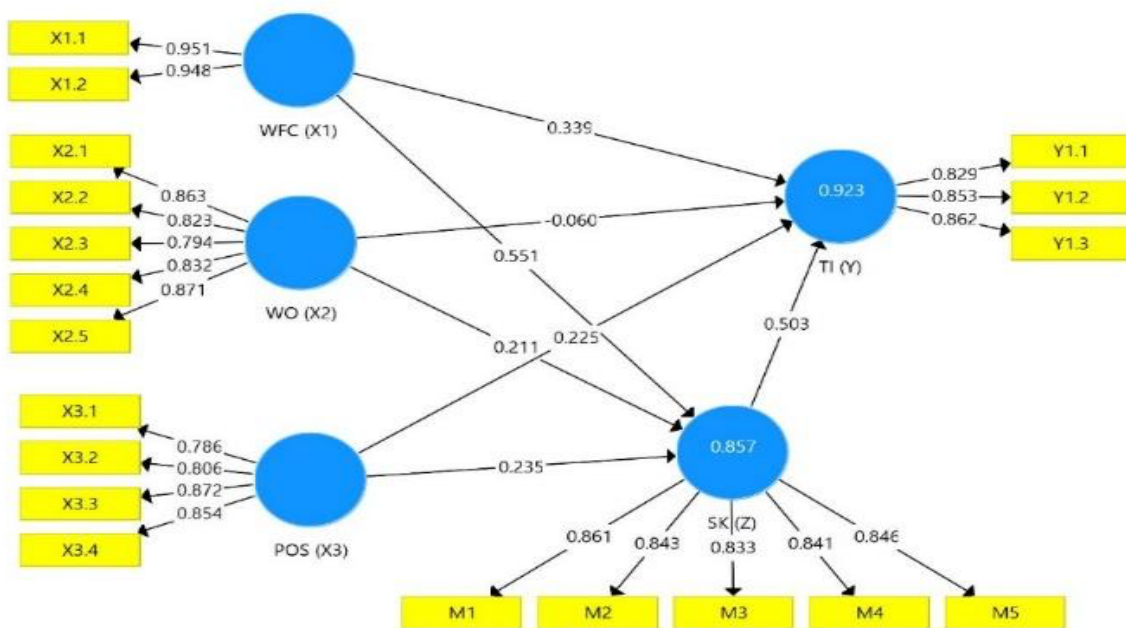 X1.1
0.951
X1.2
0.948
WFC (X1)
X2.1
0.863
X2.2
0.823
X2.3
0.794
X2.4
0.832
X2.5
0.871
WO (X2)
X3.1
0.786
X3.2
0.806
X3.3
0.872
X3.4
0.854
POS (X3)
0.339
-0.060
0.551
0.225
0.211
0.235
0.503
0.923
TI (Y)
0.829
Y1.1
0.853
Y1.2
0.862
Y1.3
0.857
SK (Z)
0.861
0.843
0.833
0.841
0.846
M1
M2
M3
M4
M5